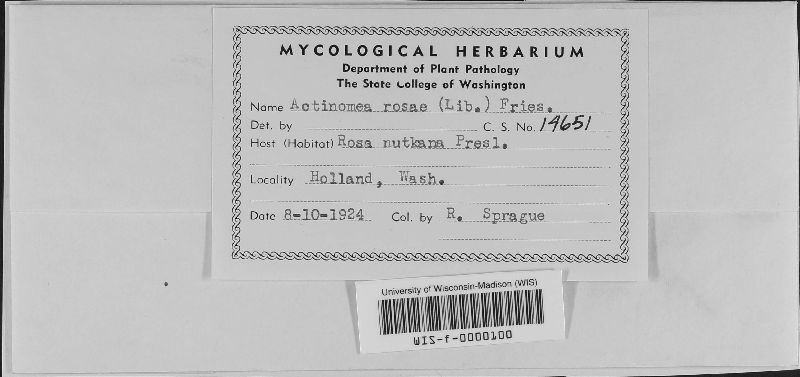 MYCOLOGICAL HERBARIUM
Department of Plant Pathology
The State College of Washington
Name Actinomea rosae (Lib.) Fries.
Det. by C. S. No. 14651
Host (Habitat) Rosa nutkana Presl.
Locality Holland, Wash.
Date 8-10-1924 Col. by R. Sprague
University of Wisconsin-Madison (WIS)
WIS-f-0000100